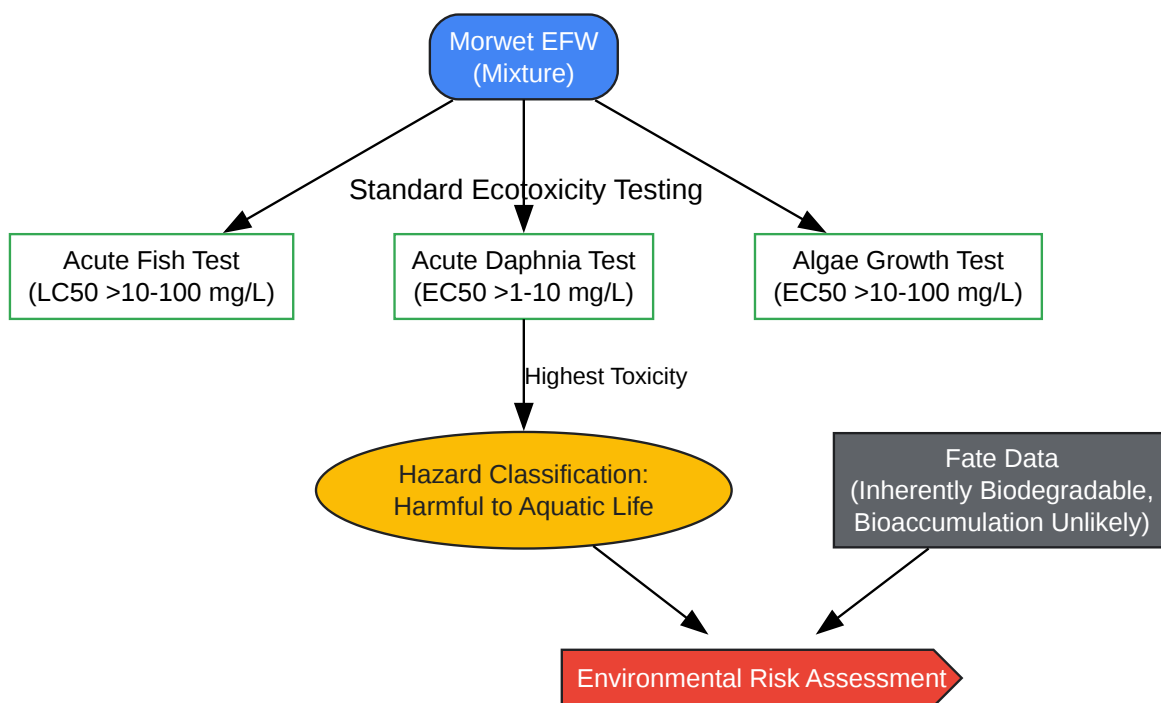 Morwet EFW
(Mixture)
Standard Ecotoxicity Testing
Acute Fish Test
(LC50 >10-100 mg/L)
Acute Daphnia Test
(EC50 >1-10 mg/L)
Algae Growth Test
(EC50 >10-100 mg/L)
Highest Toxicity
Hazard Classification:
Harmful to Aquatic Life
Fate Data
(Inherently Biodegradable,
Bioaccumulation Unlikely)
Environmental Risk Assessment